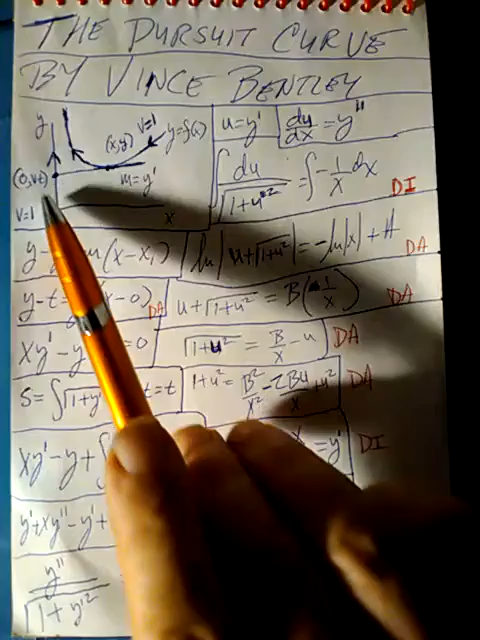 THE PURSUIT CURVE
BY VINCE BENTLEY
y
(x,y) v=1
y=f(x)
(0,vt)
m=y'
v=1
x
u=y' du/dx = y''
∫ du/√(1+u²) = ∫ -1/x dx DI
(x-x₁)
ln|u+√(1+u²)| = -ln|x| + A DA
y-t= (x-0) DA
u+√(1+u²) = B(1/x) DA
xy'-y =0
√(1+u²) = B/x - u DA
S=∫√(1+y' t=t
1+u² = B²/x² - 2Bu/x + u² DA
xy'-y+∫
=y' DI
y'+xy''-y'+
y''/√(1+y'²)